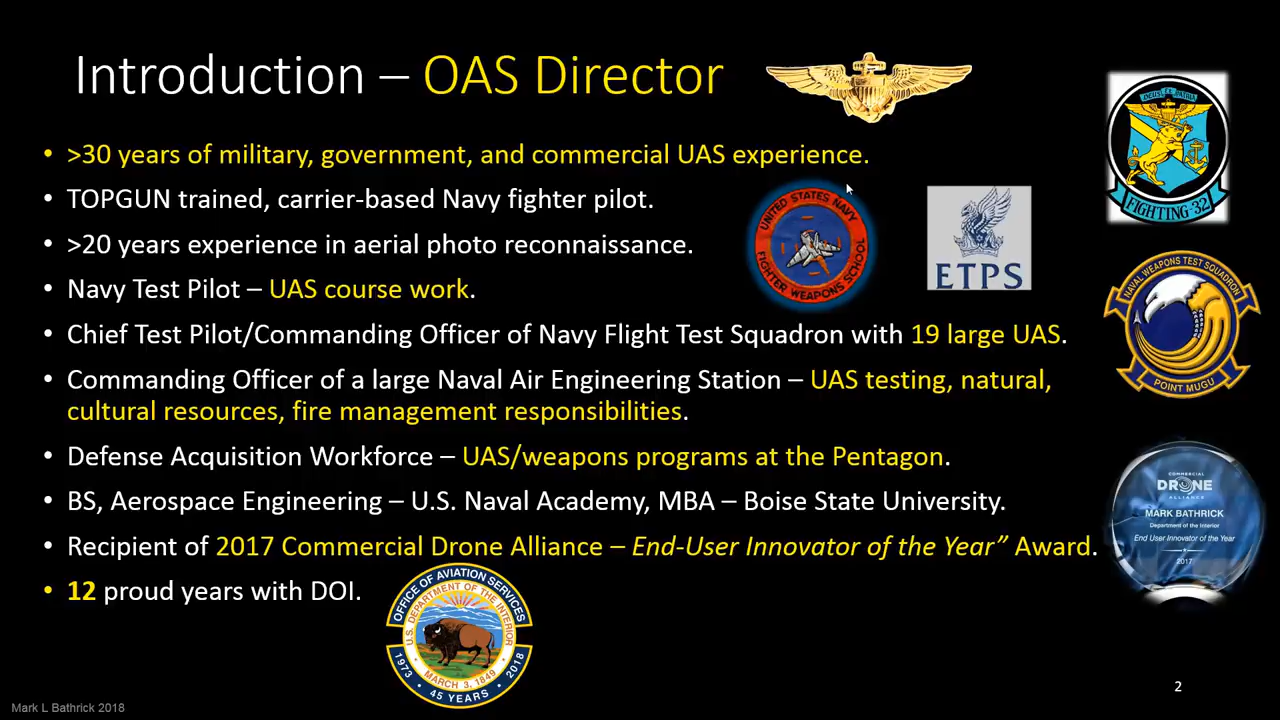 Introduction – OAS Director
• >30 years of military, government, and commercial UAS experience.
• TOPGUN trained, carrier-based Navy fighter pilot.
• >20 years experience in aerial photo reconnaissance.
• Navy Test Pilot – UAS course work.
• Chief Test Pilot/Commanding Officer of Navy Flight Test Squadron with 19 large UAS.
• Commanding Officer of a large Naval Air Engineering Station – UAS testing, natural,
cultural resources, fire management responsibilities.
• Defense Acquisition Workforce – UAS/weapons programs at the Pentagon.
• BS, Aerospace Engineering – U.S. Naval Academy, MBA – Boise State University.
• Recipient of 2017 Commercial Drone Alliance – End-User Innovator of the Year” Award.
• 12 proud years with DOI.
FIGHTING-32
UNITED STATES NAVY
FIGHTER WEAPONS SCHOOL
ETPS
NAVAL WEAPONS TEST SQUADRON
POINT MUGU
COMMERCIAL
DRONE
ALLIANCE
MARK BATHRICK
Department of the Interior
End User Innovator of the Year
2017
OFFICE OF AVIATION SERVICES
U.S. DEPARTMENT OF THE INTERIOR
MARCH 3, 1849
1973 • 45 YEARS • 2018
2
Mark L Bathrick 2018